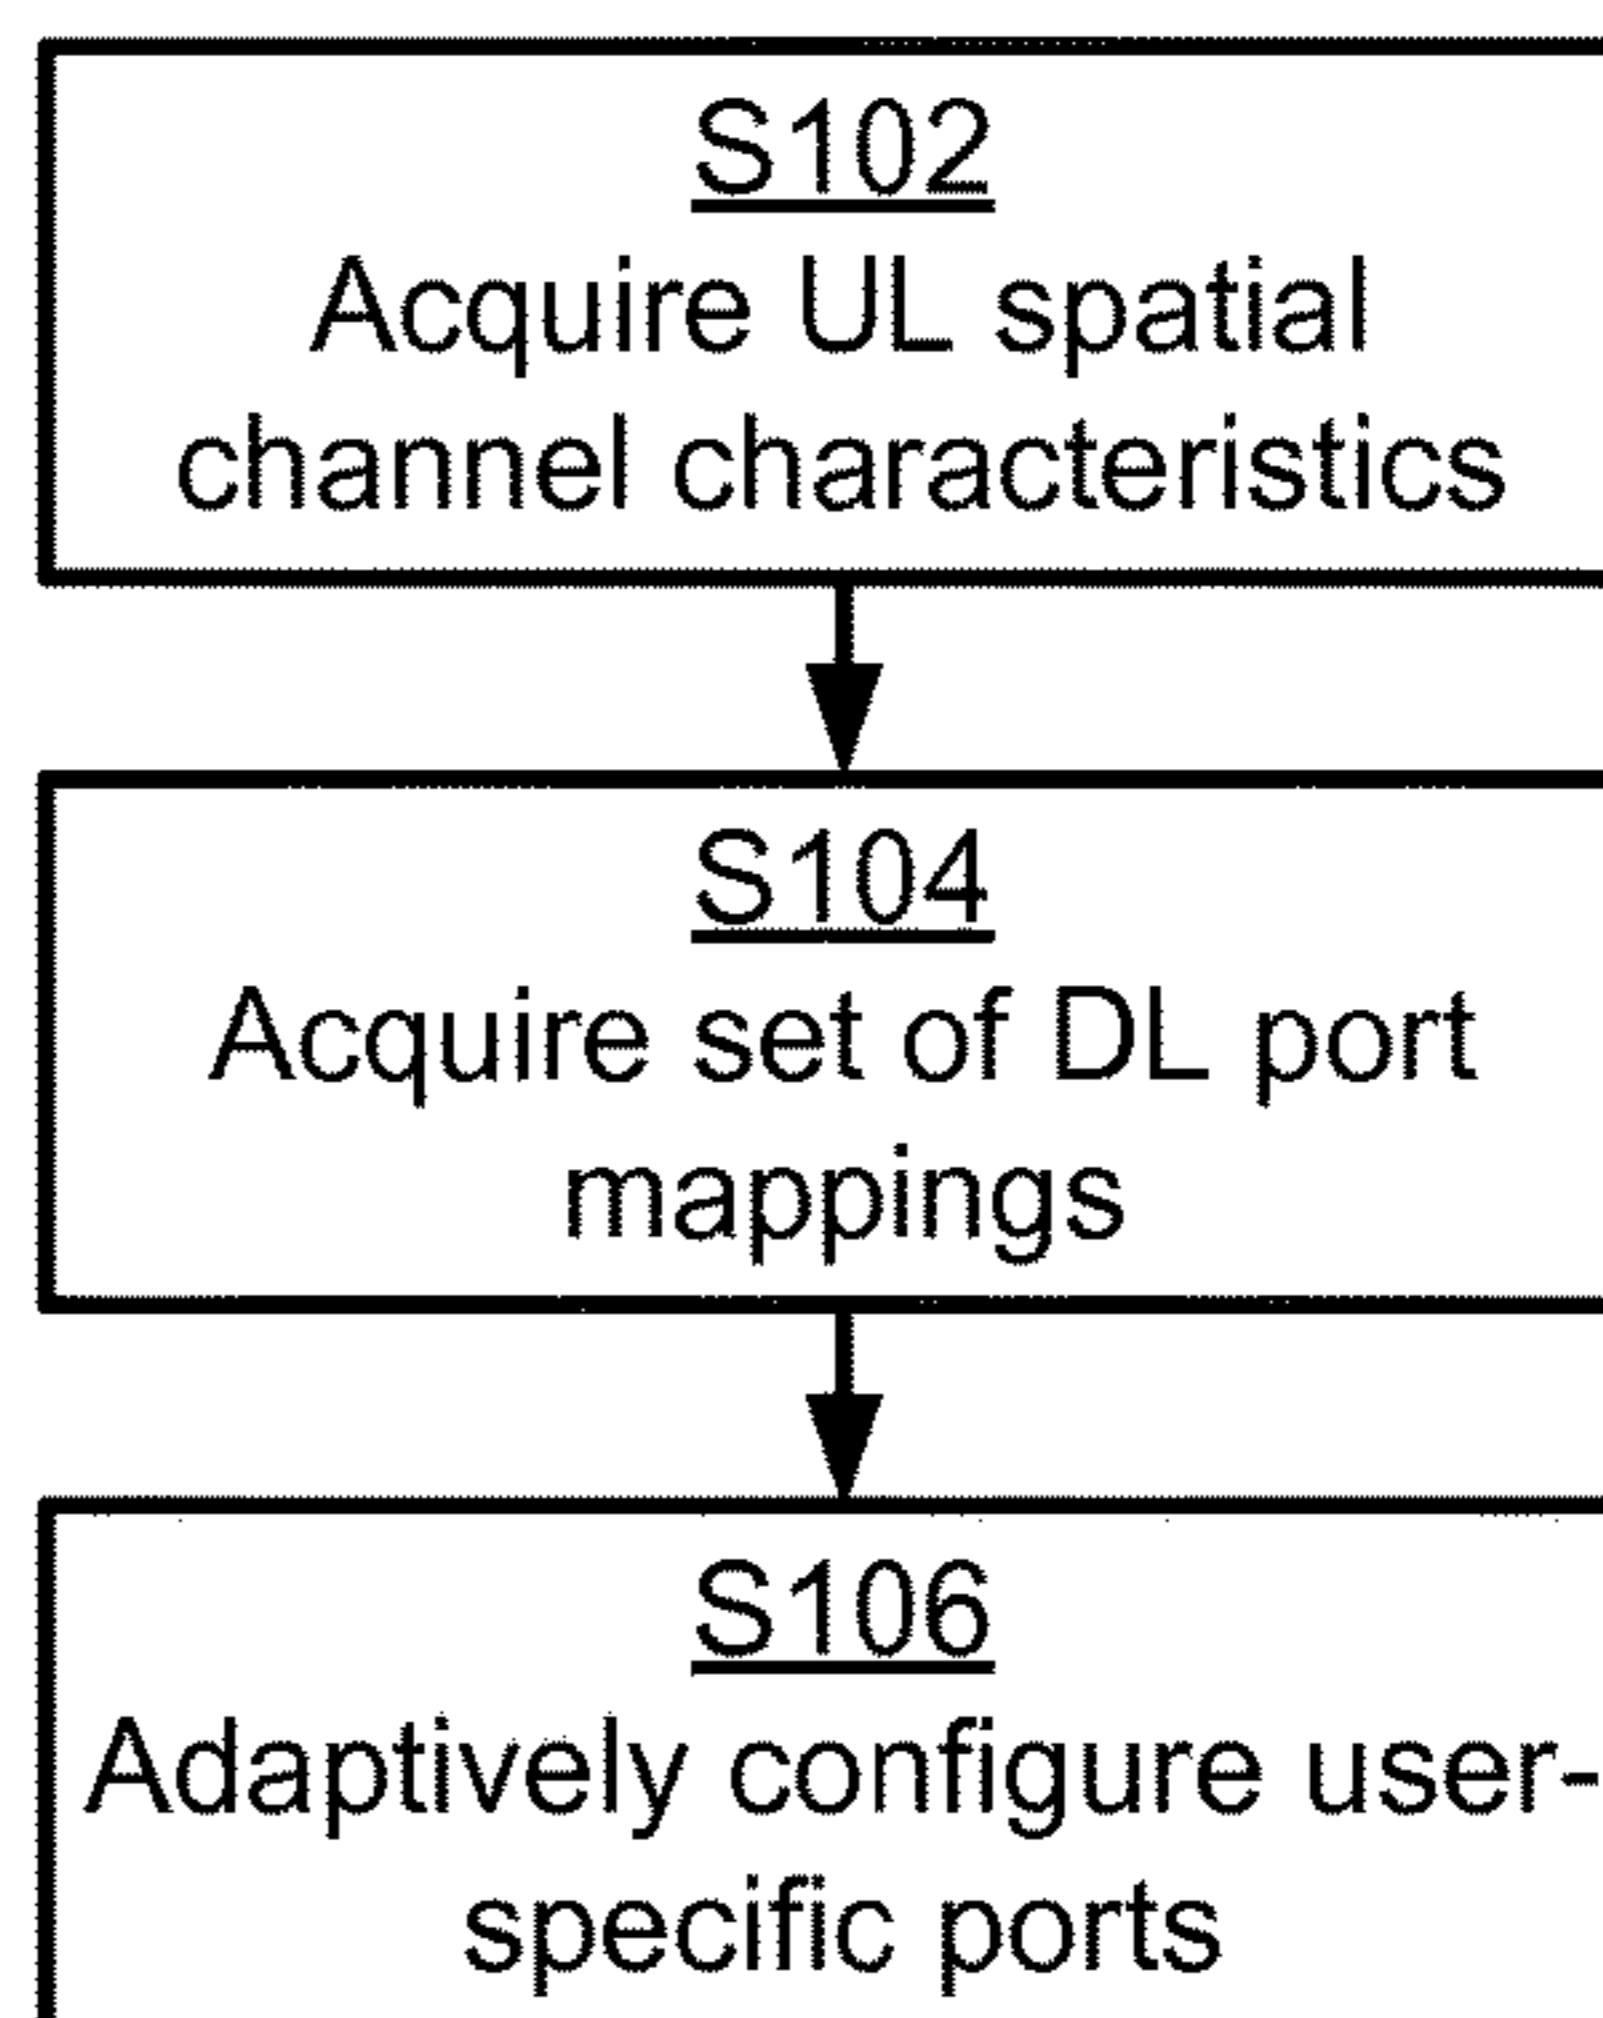 S102
Acquire UL spatial
channel characteristics
S104
Acquire set of DL port
mappings
S106
Adaptively configure user-
specific ports